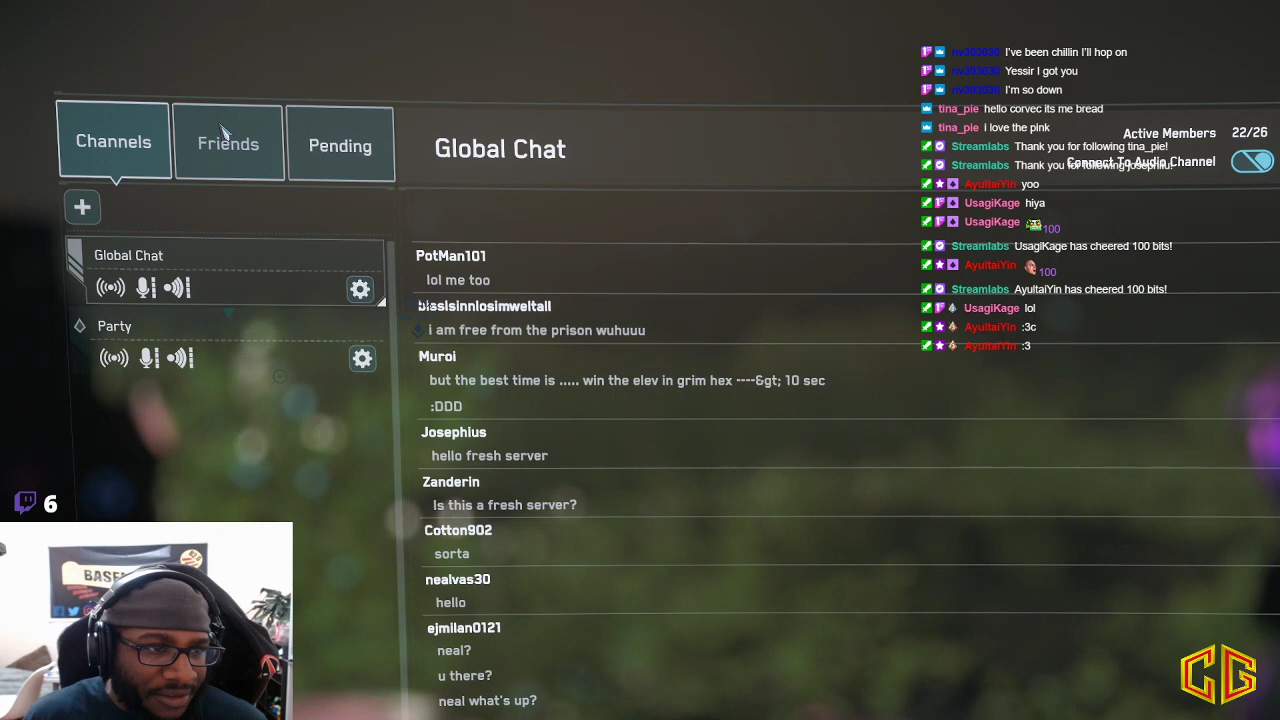 Channels
Friends
Pending
Global Chat
Active Members 22/26
Connect To Audio Channel
Global Chat
Party
PotMan101
lol me too
i am free from the prison wuhuuu
Muroi
but the best time is ..... win the elev in grim hex ----&gt; 10 sec
:DDD
Josephius
hello fresh server
Zanderin
Is this a fresh server?
Cotton902
sorta
nealvas30
hello
ejmilan0121
neal?
u there?
neal what's up?
nv303030 I've been chillin I'll hop on
nv303030 Yessir I got you
nv303030 I'm so down
tina_pie hello corvec its me bread
tina_pie i love the pink
Streamlabs Thank you for following tina_pie!
Streamlabs Thank you for following
AyultaiYin yoo
UsagiKage hiya
UsagiKage 100
Streamlabs UsagiKage has cheered 100 bits!
AyultaiYin 100
Streamlabs AyultaiYin has cheered 100 bits!
UsagiKage lol
AyultaiYin :3c
AyultaiYin :3
6
CG